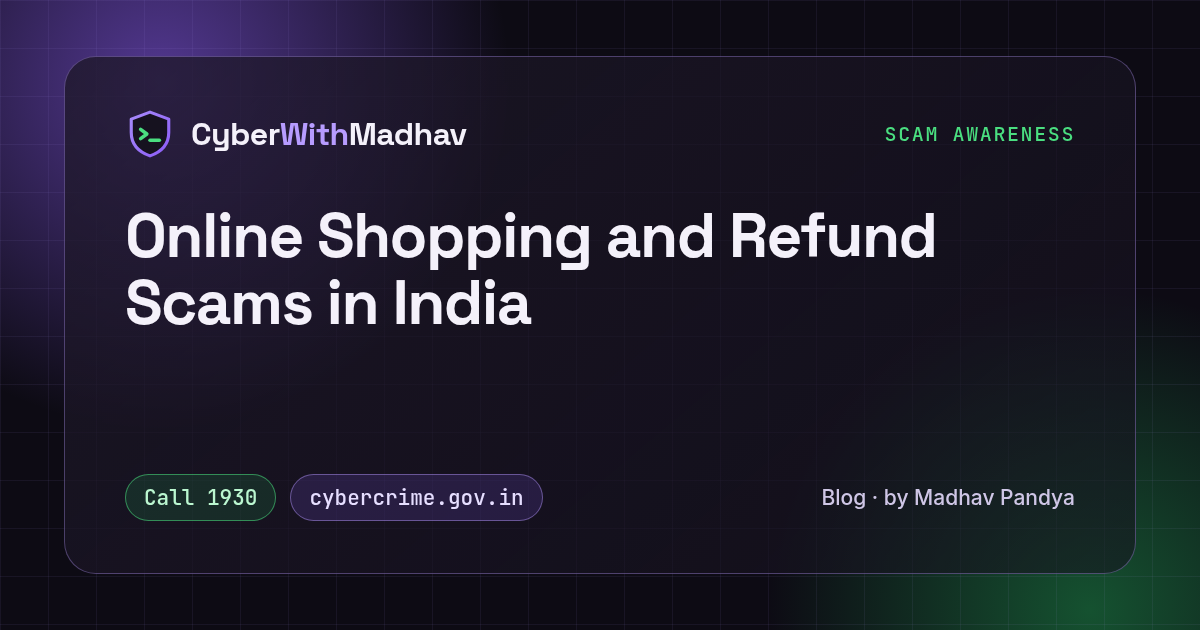 CyberWithMadhav
SCAM AWARENESS
Online Shopping and Refund
Scams in India
Call 1930
cybercrime.gov.in
Blog · by Madhav Pandya